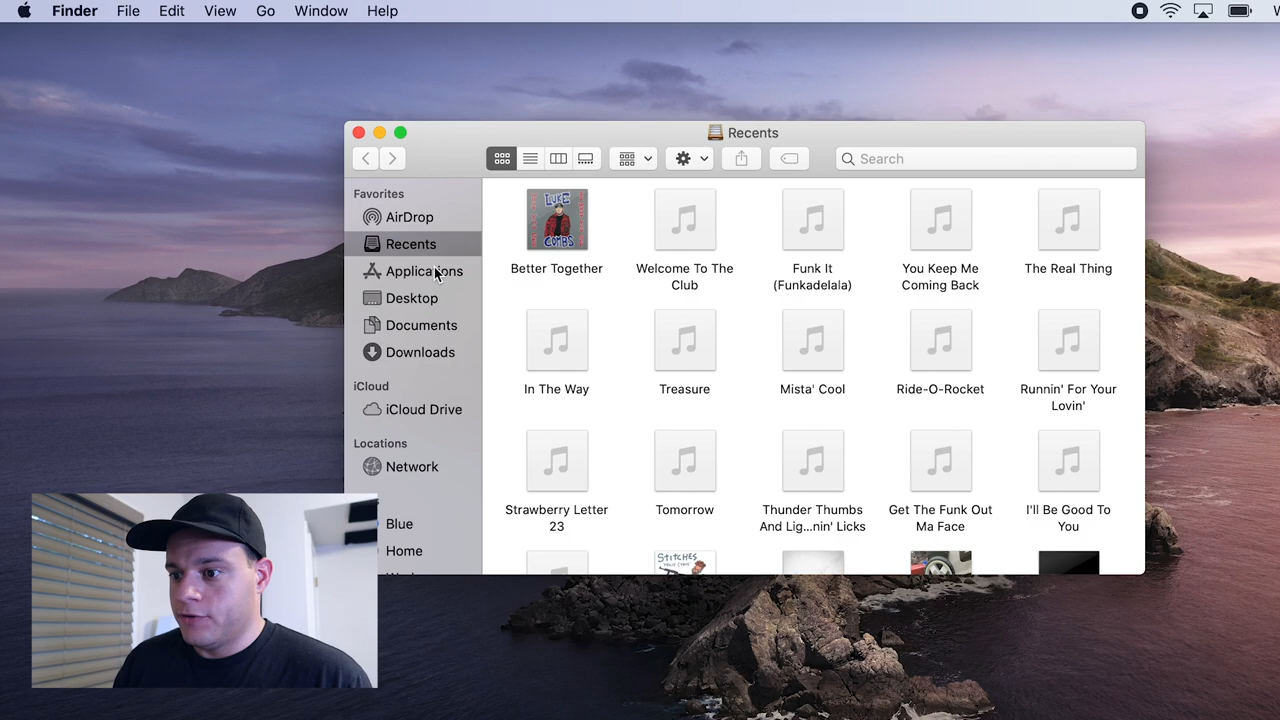 Finder File Edit View Go Window Help
Recents
Search
Favorites
AirDrop
Recents
Applications
Desktop
Documents
Downloads
iCloud
iCloud Drive
Locations
Network
Blue
Home
LUKE
COMBS
Better Together
Welcome To The
Club
Funk It
(Funkadelala)
You Keep Me
Coming Back
The Real Thing
In The Way
Treasure
Mista' Cool
Ride-O-Rocket
Runnin' For Your
Lovin'
Strawberry Letter
23
Tomorrow
Thunder Thumbs
And Lig...nin' Licks
Get The Funk Out
Ma Face
I'll Be Good To
You
STITCHES